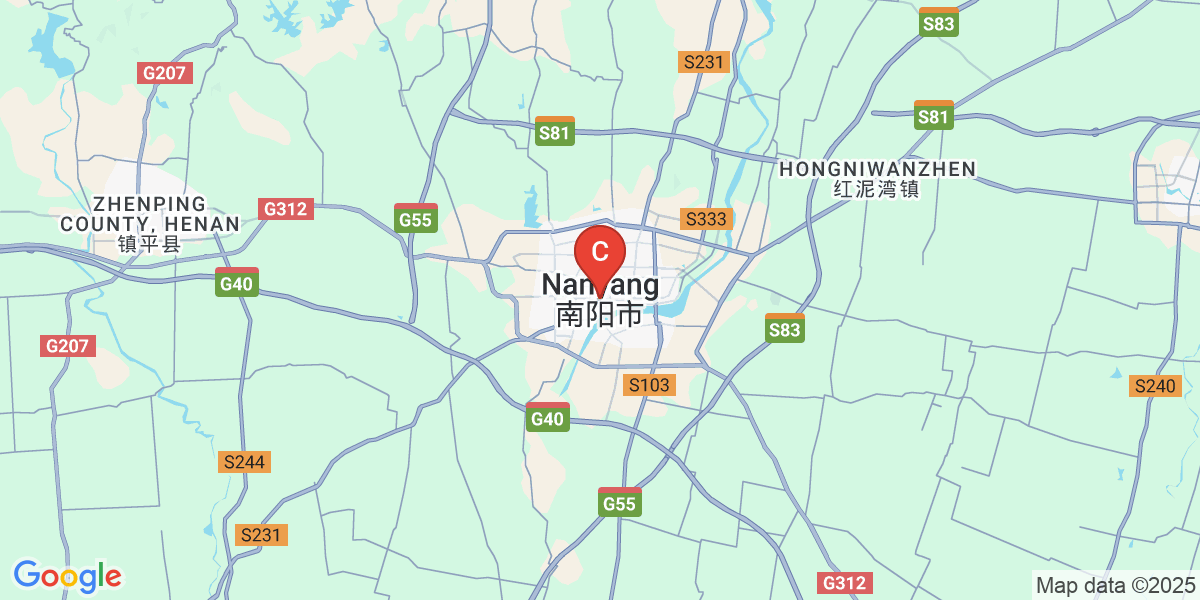 S83
S231
G207
S81
S81
HONGNIWANZHEN
红泥湾镇
ZHENPING
COUNTY, HENAN
镇平县
G312
G55
S333
C
G40
Nanyang
南阳市
S83
G207
S103
S240
G40
S244
G55
S231
G312
Google
Map data ©2025